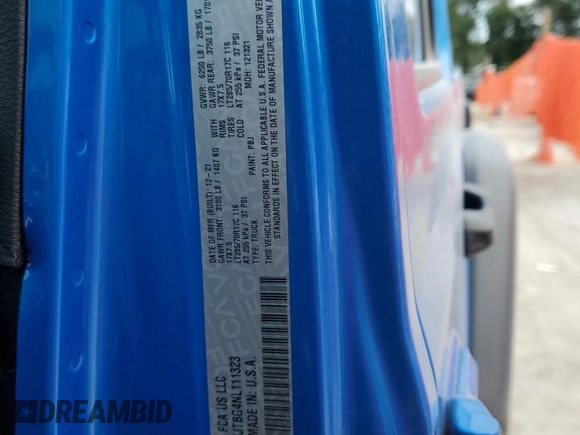 FCA US LLC
DATE OF MFR (BUILT): 12-21
GVWR: 6250 LB / 2835 KG
GAWR FRONT: 3100 LB / 1407 KG
WITH
GAWR REAR: 3750 LB / 1701
17X7.5
RIMS
17X7.5
LT285/70R17C 116
TIRES
LT285/70R17C 116
AT 255 kPa / 37 PSI
COLD
AT 255 kPa / 37 PSI
TYPE: TRUCK
PAINT: PBJ
MDH: 121321
THIS VEHICLE CONFORMS TO ALL APPLICABLE U.S.A. FEDERAL MOTOR VEH
STANDARDS IN EFFECT ON THE DATE OF MANUFACTURE SHOWN
JTBG4NL111323
MADE IN: U.S.A.
DREAMBID